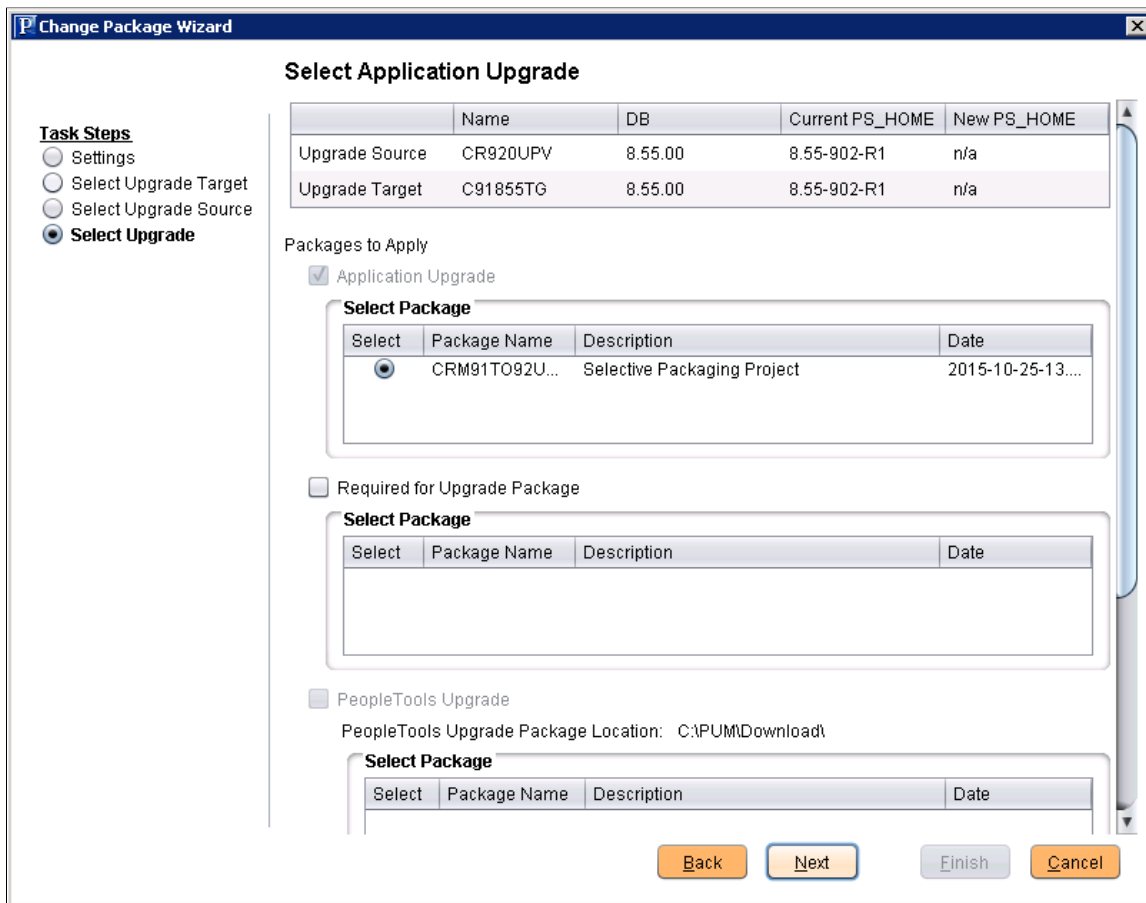 Change Package Wizard
Select Application Upgrade
Task Steps
Settings
Select Upgrade Target
Select Upgrade Source
Select Upgrade
Name DB Current PS_HOME New PS_HOME
Upgrade Source CR920UPV 8.55.00 8.55-902-R1 n/a
Upgrade Target C91855TG 8.55.00 8.55-902-R1 n/a
Packages to Apply
Application Upgrade
Select Package
Select Package Name Description Date
CRM91TO92U... Selective Packaging Project 2015-10-25-13....
Required for Upgrade Package
Select Package
Select Package Name Description Date
PeopleTools Upgrade
PeopleTools Upgrade Package Location: C:\PUM\Download\
Select Package
Select Package Name Description Date
Back Next Finish Cancel